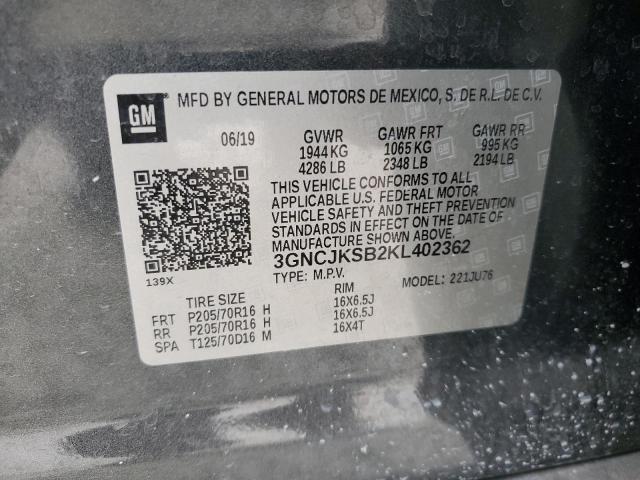 GM
MFD BY GENERAL MOTORS DE MEXICO, S. DE R.L. DE C.V.
06/19 GVWR GAWR FRT GAWR RR
1944 KG 1065 KG 995 KG
4286 LB 2348 LB 2194 LB
THIS VEHICLE CONFORMS TO ALL
APPLICABLE U.S. FEDERAL MOTOR
VEHICLE SAFETY AND THEFT PREVENTION
STANDARDS IN EFFECT ON THE DATE OF
MANUFACTURE SHOWN ABOVE.
3GNCJKSB2KL402362
139X
TYPE: M.P.V. MODEL: 221JU76
TIRE SIZE RIM
FRT P205/70R16 H 16X6.5J
RR P205/70R16 H 16X6.5J
SPA T125/70D16 M 16X4T